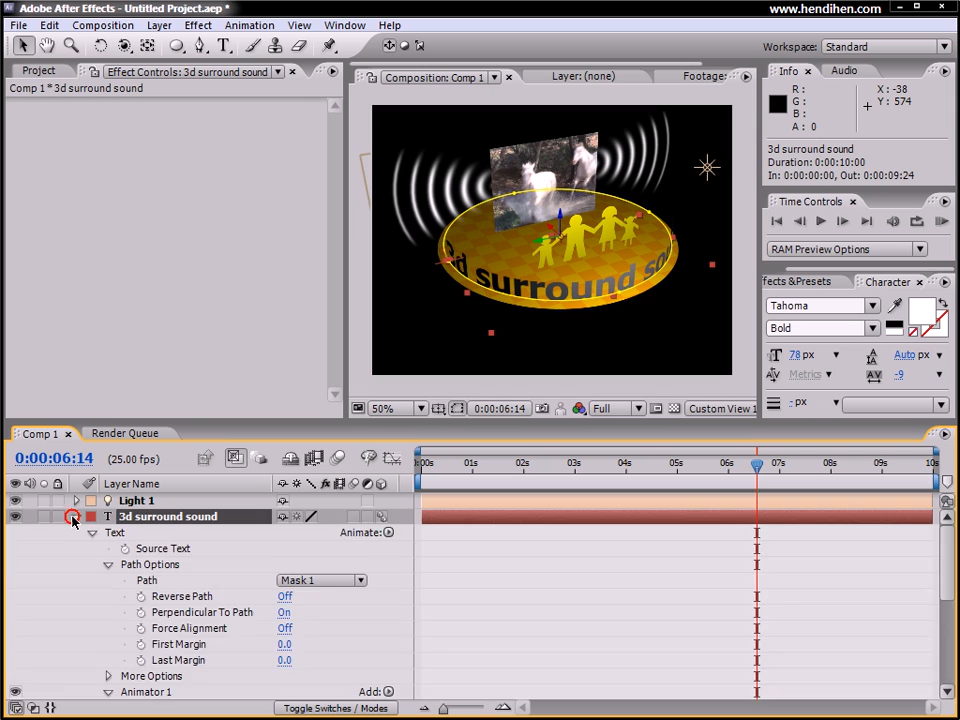 Adobe After Effects - Untitled Project.aep *
www.hendihen.com
File Edit Composition Layer Effect Animation View Window Help
Workspace: Standard
Project
Effect Controls: 3d surround sound
Comp 1 * 3d surround sound
Composition: Comp 1
Layer: (none)
Footage:
Info
Audio
R :
G :
B :
A : 0
X : -38
Y : 574
3d surround sound
Duration: 0:00:10:00
In: 0:00:00:00, Out: 0:00:09:24
Time Controls
RAM Preview Options
ffects &Presets
Character
Tahoma
Bold
78 px
Auto px
Metrics
-9
- px
3d surround sou
50%
0:00:06:14
Full
Custom View 1
Comp 1
Render Queue
0:00:06:14
(25.00 fps)
:00s 01s 02s 03s 04s 05s 06s 07s 08s 09s 10s
Layer Name
Light 1
T 3d surround sound
Text
Animate:
Source Text
Path Options
Path
Mask 1
Reverse Path
Off
Perpendicular To Path
On
Force Alignment
Off
First Margin
0.0
Last Margin
0.0
More Options
Animator 1
Add:
Toggle Switches / Modes